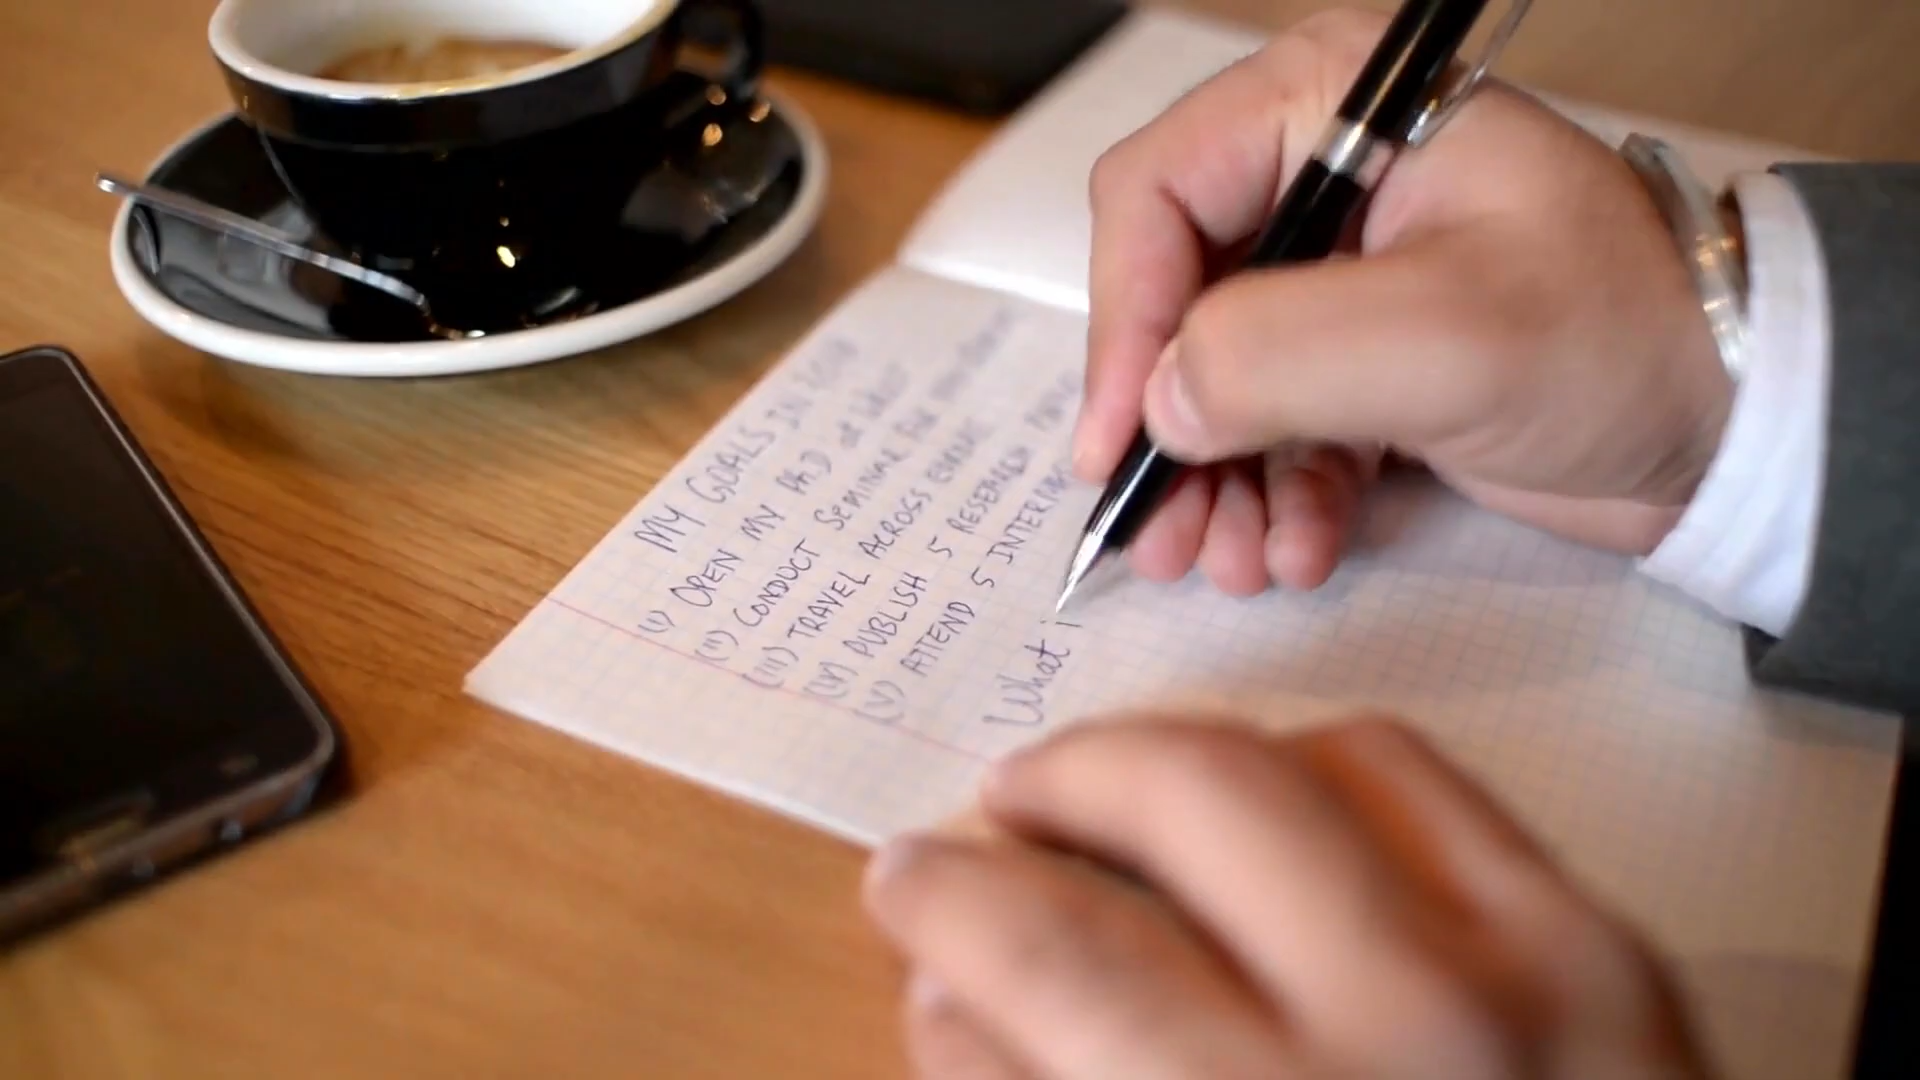 MY GOALS IN 2018
(I) OPEN MY PhD at
(II) CONDUCT SEMINAR FOR
(III) TRAVEL ACROSS EUROPE
(IV) PUBLISH 5 RESEARCH
(V) ATTEND 5
What i